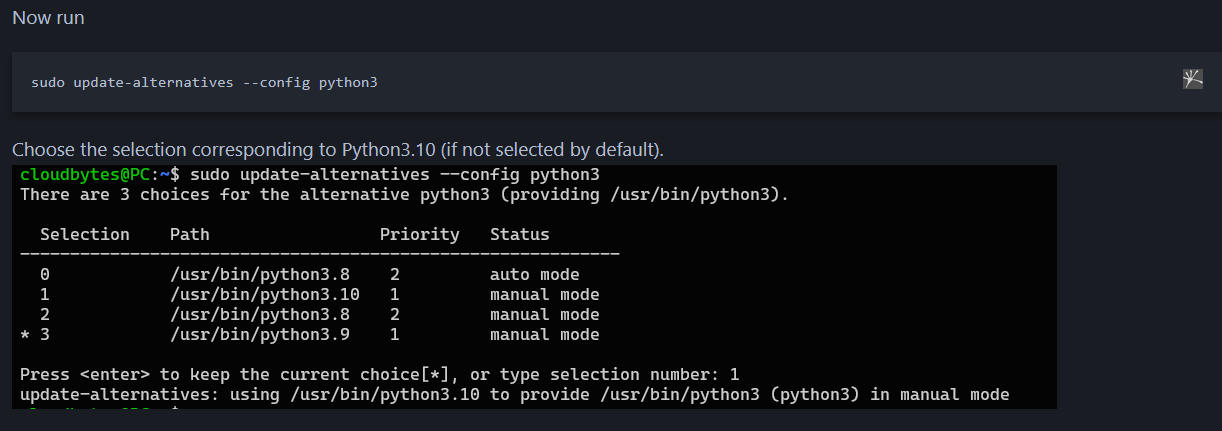 Now run
sudo update-alternatives --config python3
Choose the selection corresponding to Python3.10 (if not selected by default).
cloudbytes@PC:~$ sudo update-alternatives --config python3
There are 3 choices for the alternative python3 (providing /usr/bin/python3).
Selection Path Priority Status
------------------------------------------------------------
0 /usr/bin/python3.8 2 auto mode
1 /usr/bin/python3.10 1 manual mode
2 /usr/bin/python3.8 2 manual mode
* 3 /usr/bin/python3.9 1 manual mode
Press <enter> to keep the current choice[*], or type selection number: 1
update-alternatives: using /usr/bin/python3.10 to provide /usr/bin/python3 (python3) in manual mode